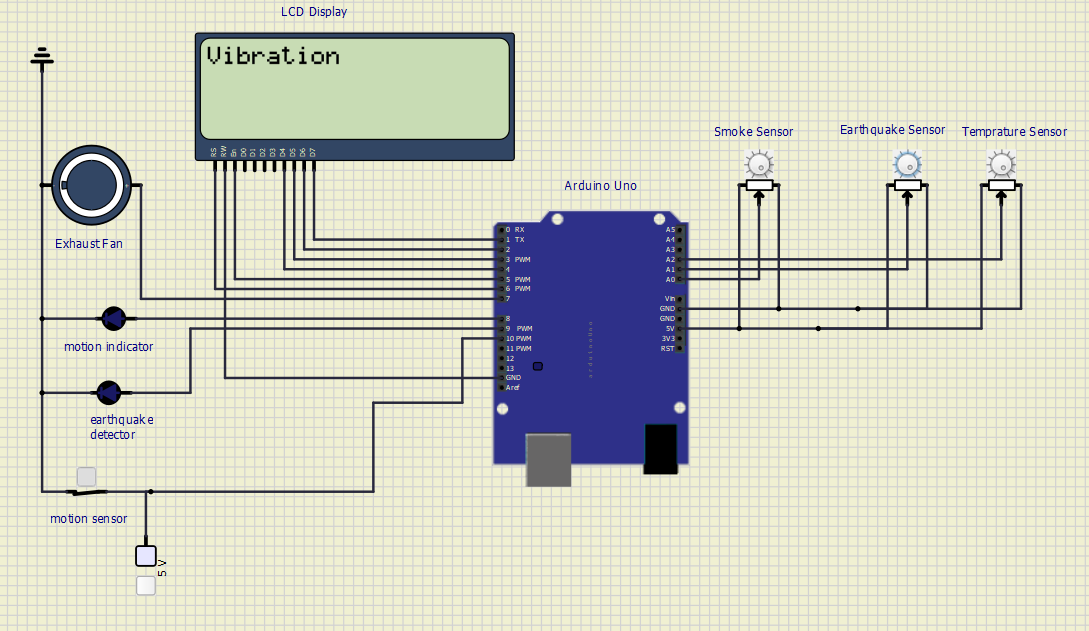 LCD Display
Vibration
RS RW En D0 D1 D2 D3 D4 D5 D6 D7
Smoke Sensor
Earthquake Sensor
Temprature Sensor
Arduino Uno
Exhaust Fan
motion indicator
earthquake
detector
motion sensor
5 V
0 RX
1 TX
2
3 PWM
4
5 PWM
6 PWM
7
8
9 PWM
10 PWM
11 PWM
12
13
GND
Aref
A5
A4
A3
A2
A1
A0
Vin
GND
GND
5V
3V3
RST